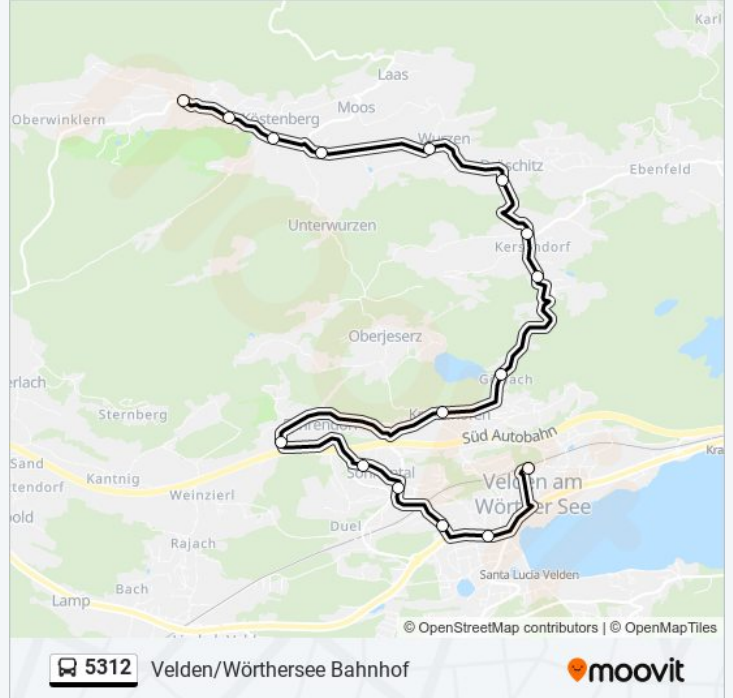 Karl
Laas
Moos
Oberwinklern
Köstenberg
Wurzen
Ebenfeld
Unterwurzen
Oberjeserz
Sternberg
Süd Autobahn
Kantnig
Weinzierl
Velden am
Wörther See
Duel
Rajach
Bach
Lamp
Santa Lucia Velden
© OpenStreetMap contributors | © OpenMapTiles
5312 Velden/Wörthersee Bahnhof
moovit